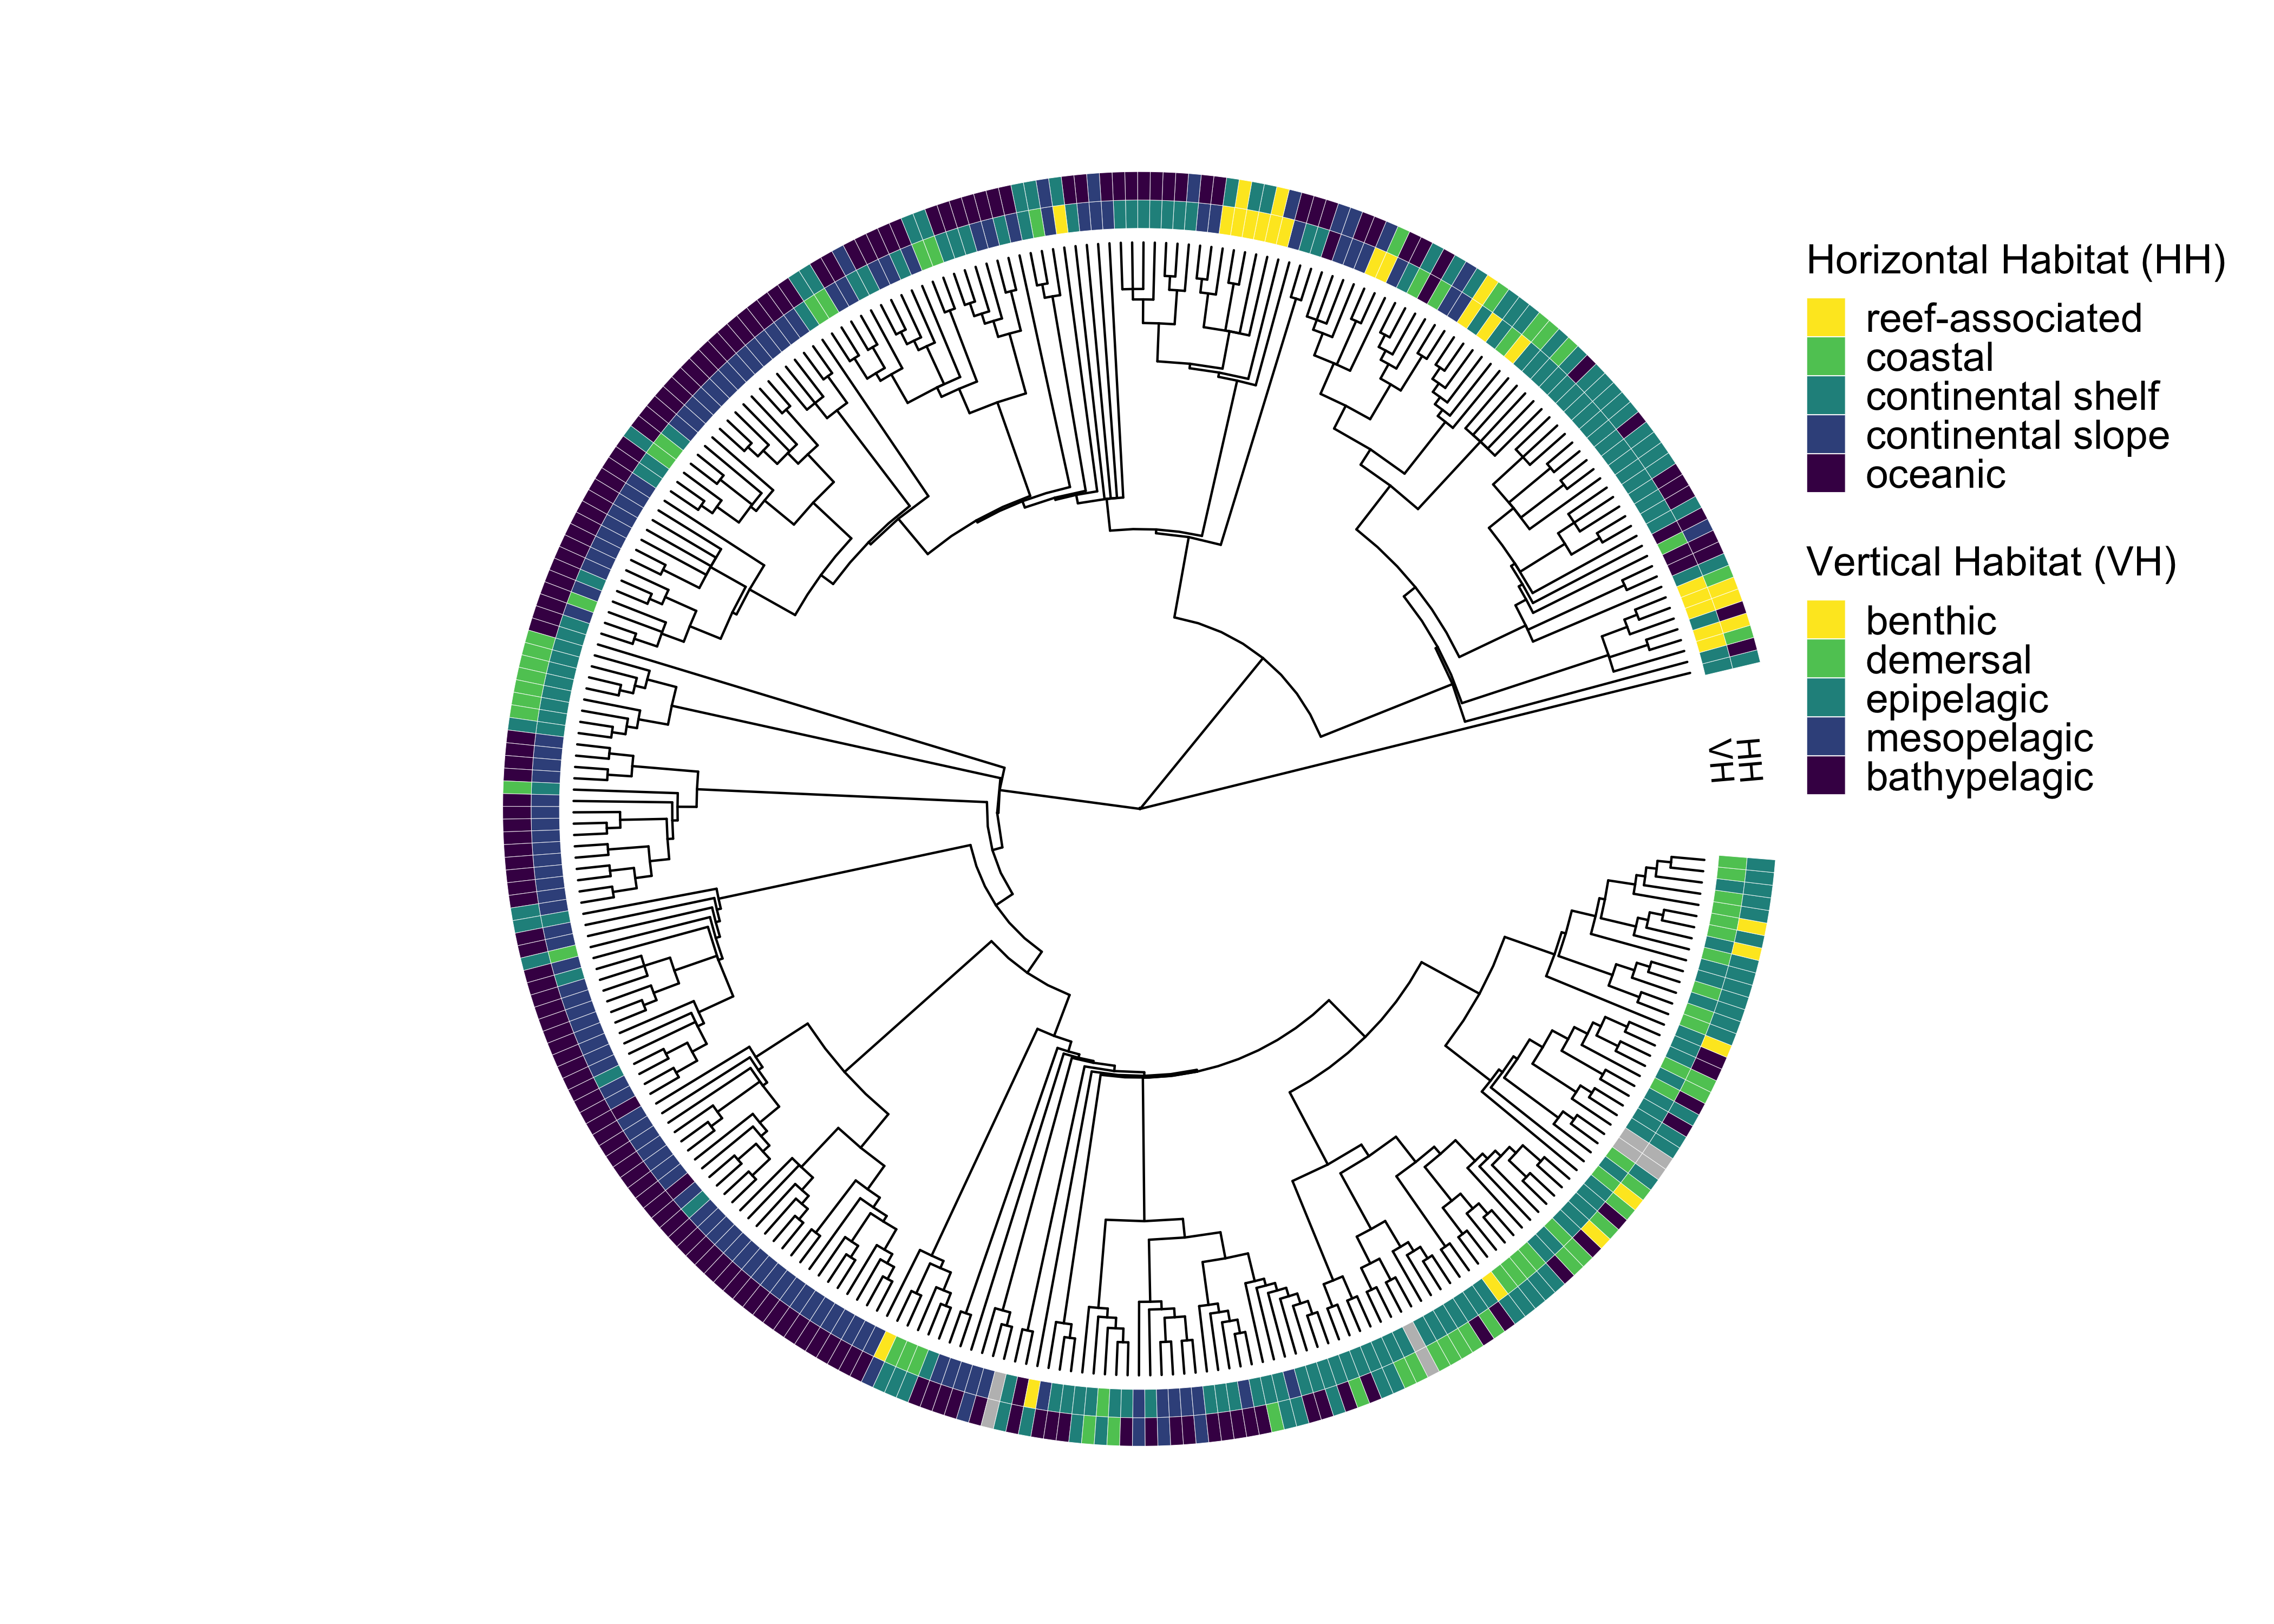 Horizontal Habitat (HH)
reef-associated
coastal
continental shelf
continental slope
oceanic
Vertical Habitat (VH)
benthic
demersal
epipelagic
mesopelagic
bathypelagic
VH
HH